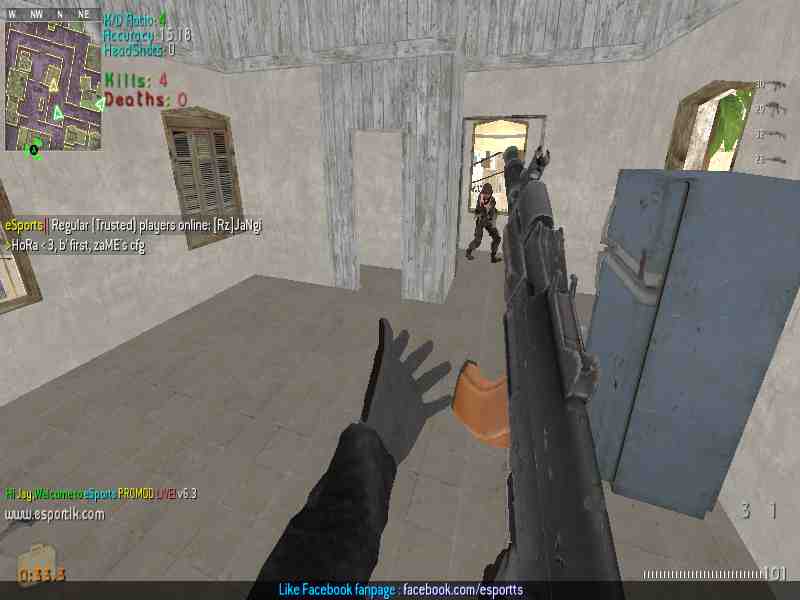 W NW N NE
K/D Ratio: 4
Accuracy: 15.18
HeadShots: 0
Kills: 4
Deaths: 0
A
eSports| Regular [Trusted] players online: [Rz]JaNgi
>HoRa <3, b' first, zaME's cfg
Hi Jay,Welcome to eSports PROMOD LIVE! v6.3
www.esportlk.com
3 1
0:33.3
101
Like Facebook fanpage : facebook.com/esportts